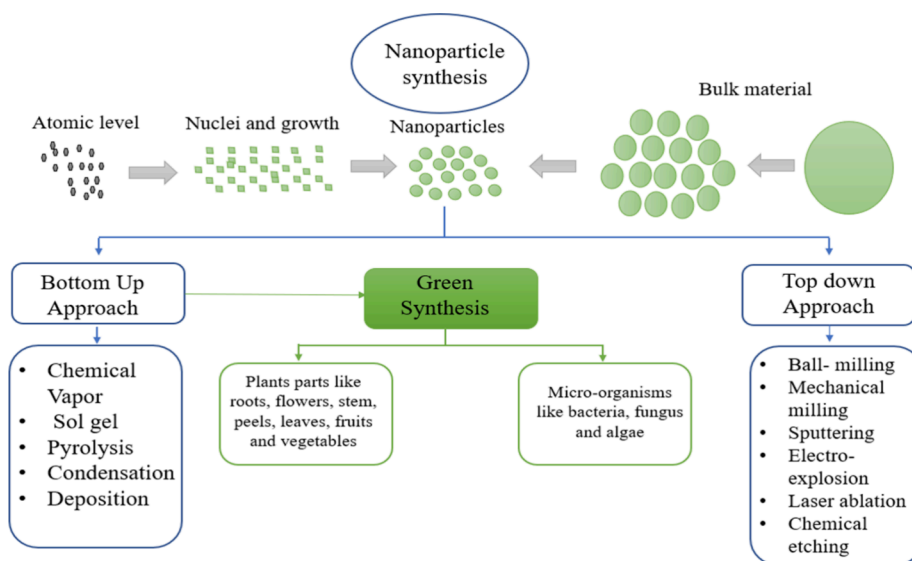 Nanoparticle
synthesis
Bulk material
Atomic level
Nuclei and growth
Nanoparticles
Bottom Up
Approach
Green
Synthesis
Top down
Approach
• Chemical
Vapor
• Sol gel
• Pyrolysis
• Condensation
• Deposition
Plants parts like
roots, flowers, stem,
peels, leaves, fruits
and vegetables
Micro-organisms
like bacteria, fungus
and algae
• Ball- milling
• Mechanical
milling
• Sputtering
• Electro-
explosion
• Laser ablation
• Chemical
etching